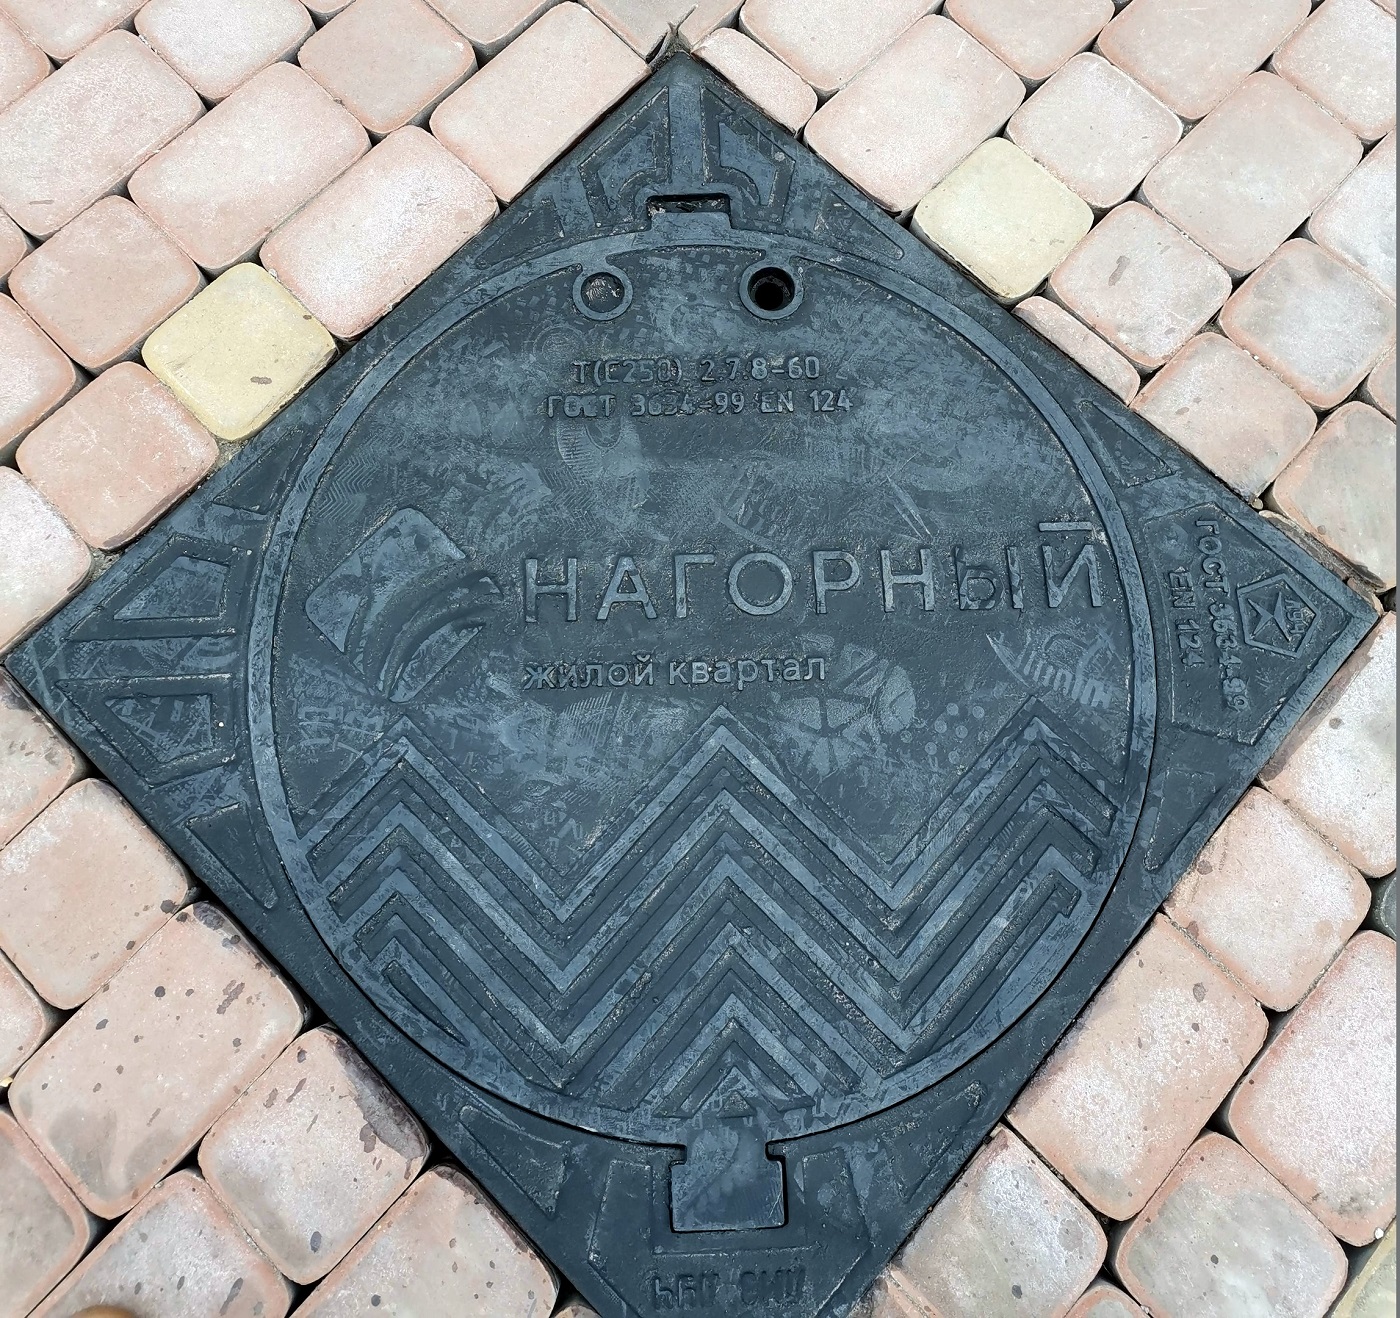 Т(С250) 2.7.8-60
ГОСТ 3634-99 EN 124
НАГОРНЫЙ
жилой квартал
ГОСТ 3634-99
EN 124